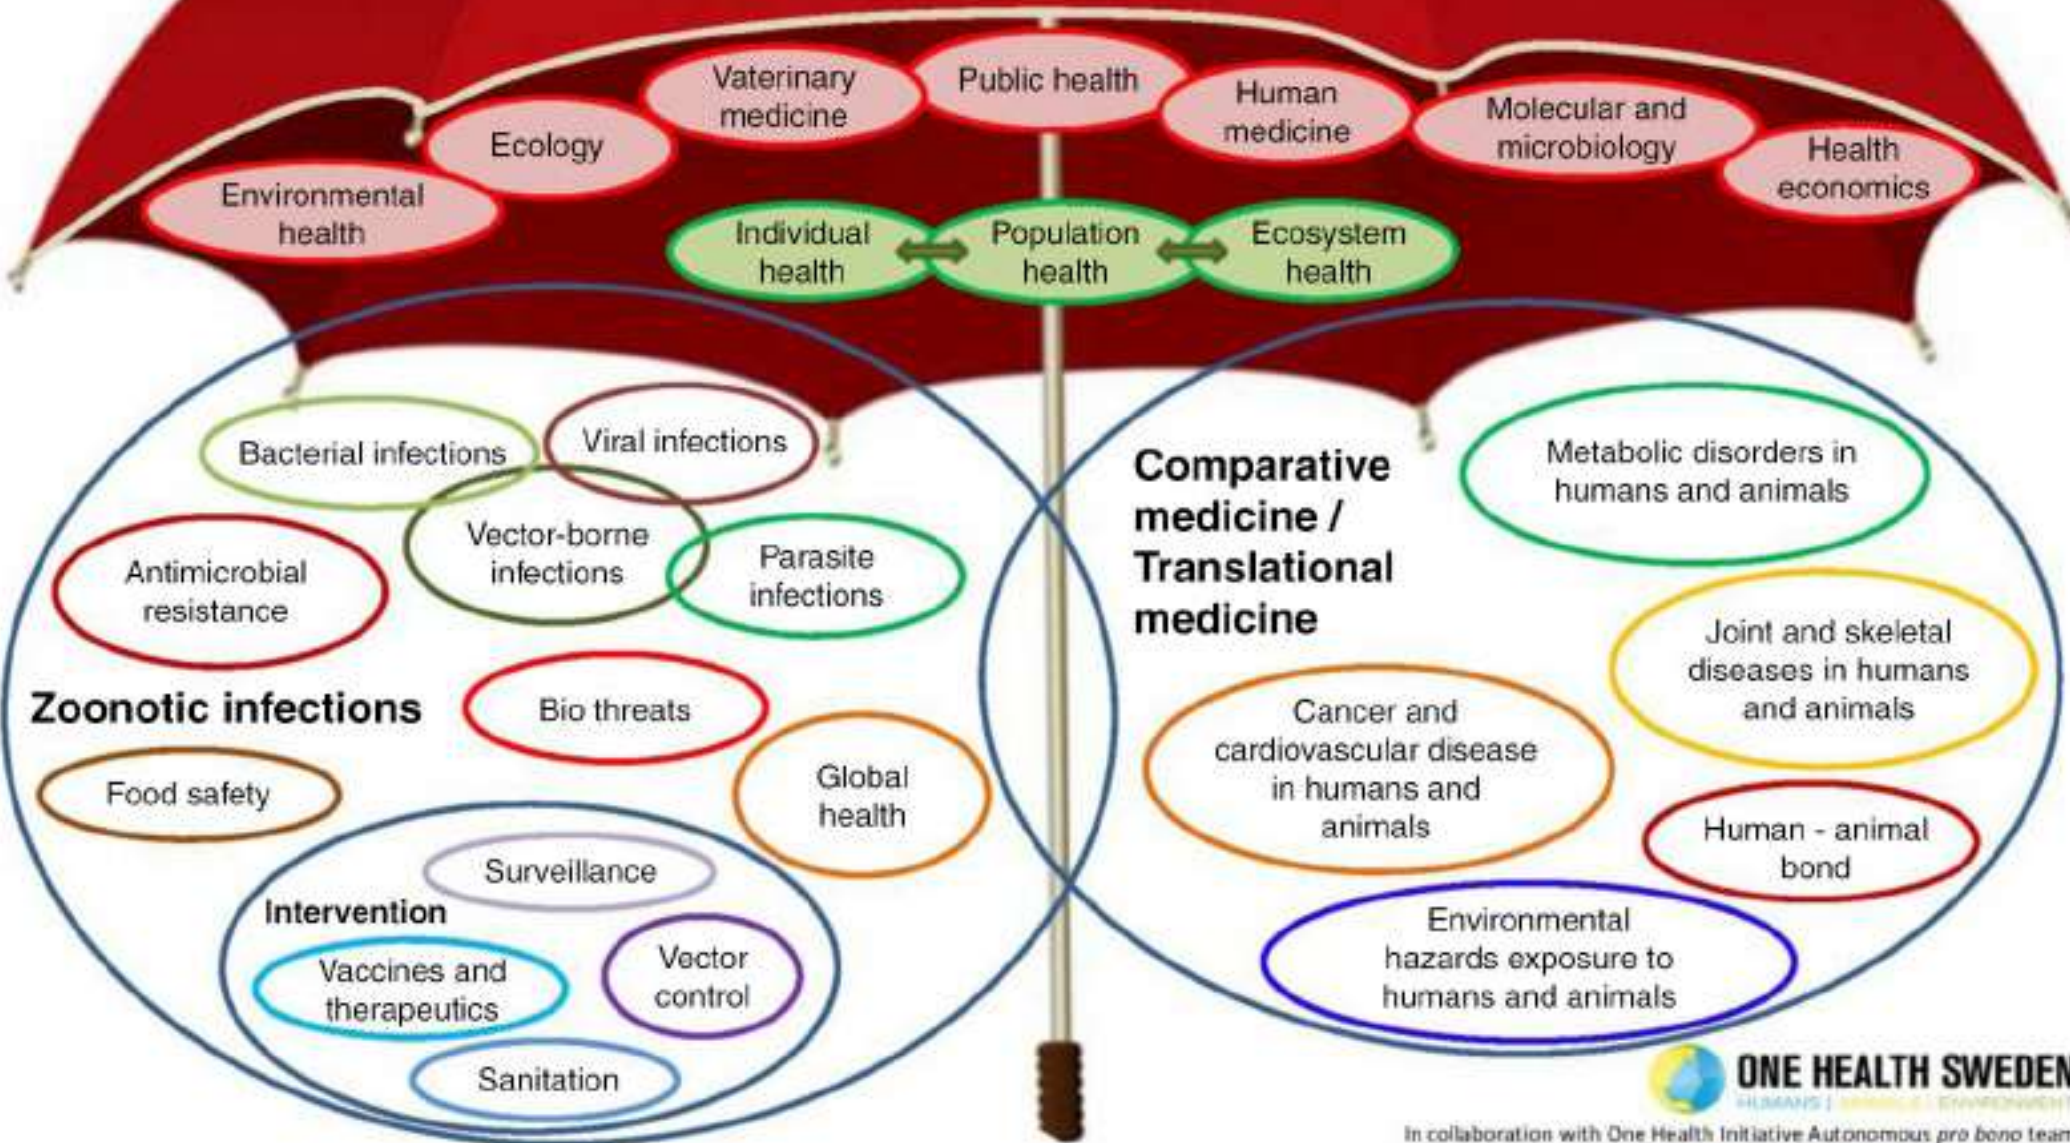 Public health
Vaterinary
medicine
Human
medicine
Molecular and
microbiology
Ecology
Health
economics
Environmental
health
Individual
health
Population
health
Ecosystem
health
Bacterial infections
Viral infections
Vector-borne
infections
Parasite
infections
Antimicrobial
resistance
Zoonotic infections
Bio threats
Food safety
Global
health
Surveillance
Intervention
Vaccines and
therapeutics
Vector
control
Sanitation
Comparative
medicine /
Translational
medicine
Metabolic disorders in
humans and animals
Joint and skeletal
diseases in humans
and animals
Cancer and
cardiovascular disease
in humans and
animals
Human - animal
bond
Environmental
hazards exposure to
humans and animals
ONE HEALTH SWEDEN
HUMANS | ANIMALS | ENVIRONMENT
In collaboration with One Health Initiative Autonomous pro bono team